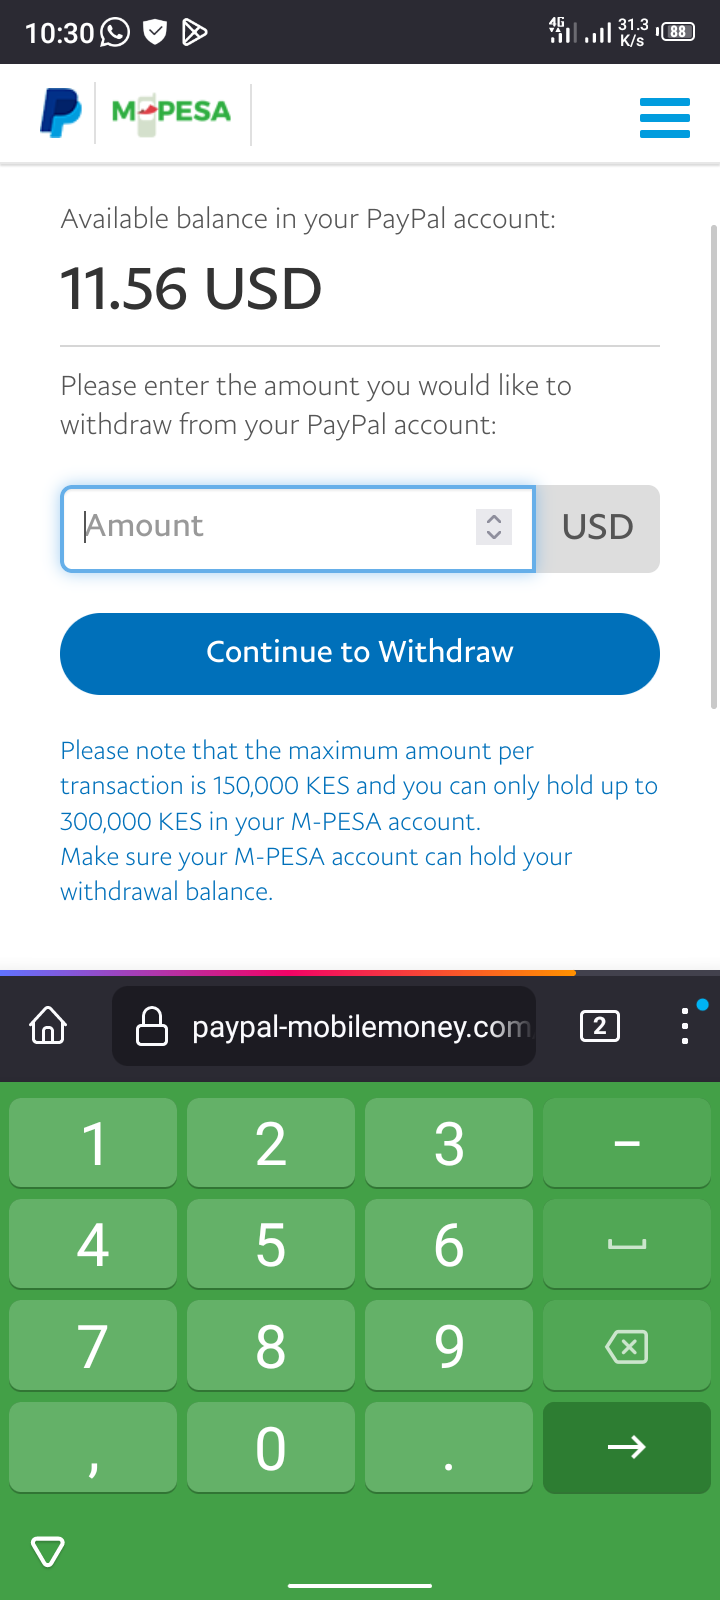 10:30
4G
31.3
K/s
88
M-PESA
Available balance in your PayPal account:
11.56 USD
Please enter the amount you would like to
withdraw from your PayPal account:
Amount
USD
Continue to Withdraw
Please note that the maximum amount per
transaction is 150,000 KES and you can only hold up to
300,000 KES in your M-PESA account.
Make sure your M-PESA account can hold your
withdrawal balance.
paypal-mobilemoney.com
2
1 2 3 –
4 5 6
7 8 9
, 0 .